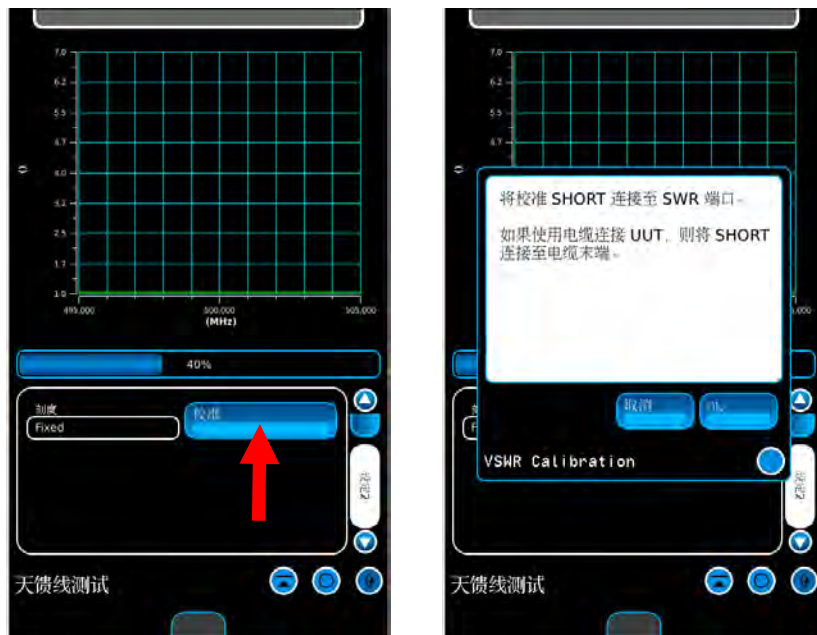 7.0
6.2
5.5
4.7
4.0
3.2
2.5
1.7
1.0
495.000
500.000
505.000
(MHz)
40%
刻度
Fixed
校准
设定2
天馈线测试
7.0
6.2
5.5
4.7
将校准 SHORT 连接至 SWR 端口。
如果使用电缆连接 UUT，则将 SHORT
连接至电缆末端。
取消
VSWR Calibration
天馈线测试